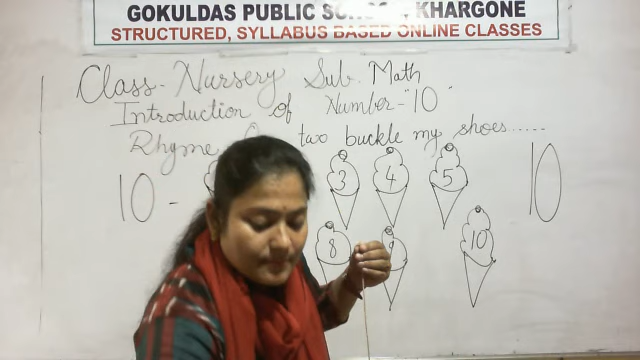 GOKULDAS PUBLIC SCHOOL, KHARGONE
STRUCTURED, SYLLABUS BASED ONLINE CLASSES
Class - Nursery Sub. Math
Introduction of Number - "10".
Rhyme two buckle my shoes......
10 - 3 4 5 10
8 10